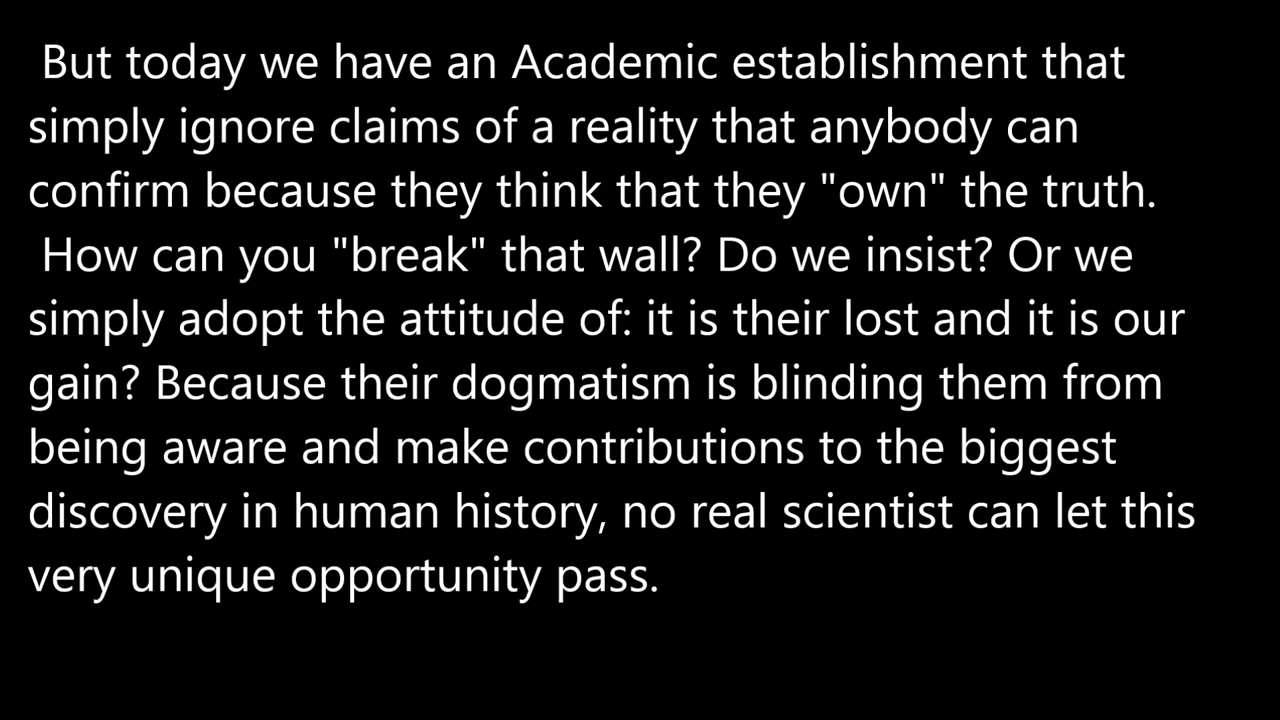 But today we have an Academic establishment that
simply ignore claims of a reality that anybody can
confirm because they think that they "own" the truth.
How can you "break" that wall? Do we insist? Or we
simply adopt the attitude of: it is their lost and it is our
gain? Because their dogmatism is blinding them from
being aware and make contributions to the biggest
discovery in human history, no real scientist can let this
very unique opportunity pass.